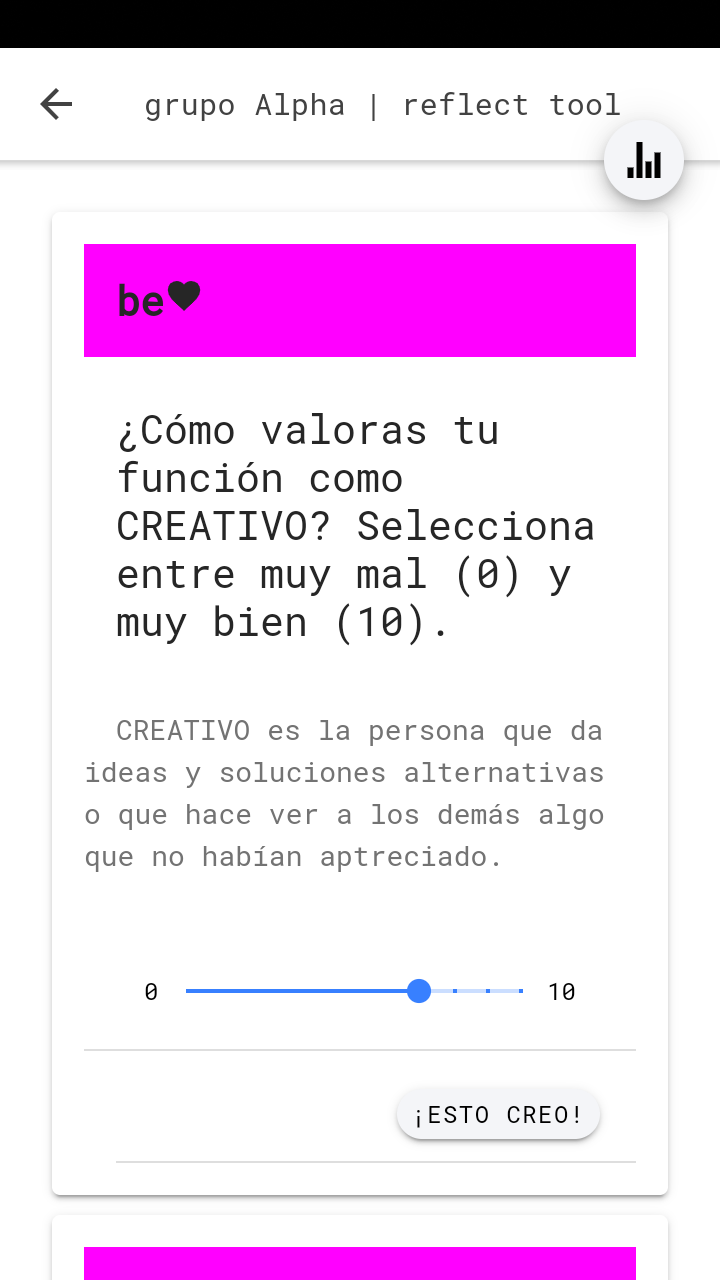 grupo Alpha | reflect tool
be♥
¿Cómo valoras tu
función como
CREATIVO? Selecciona
entre muy mal (0) y
muy bien (10).
CREATIVO es la persona que da
ideas y soluciones alternativas
o que hace ver a los demás algo
que no habían aptreciado.
0 10
¡ESTO CREO!